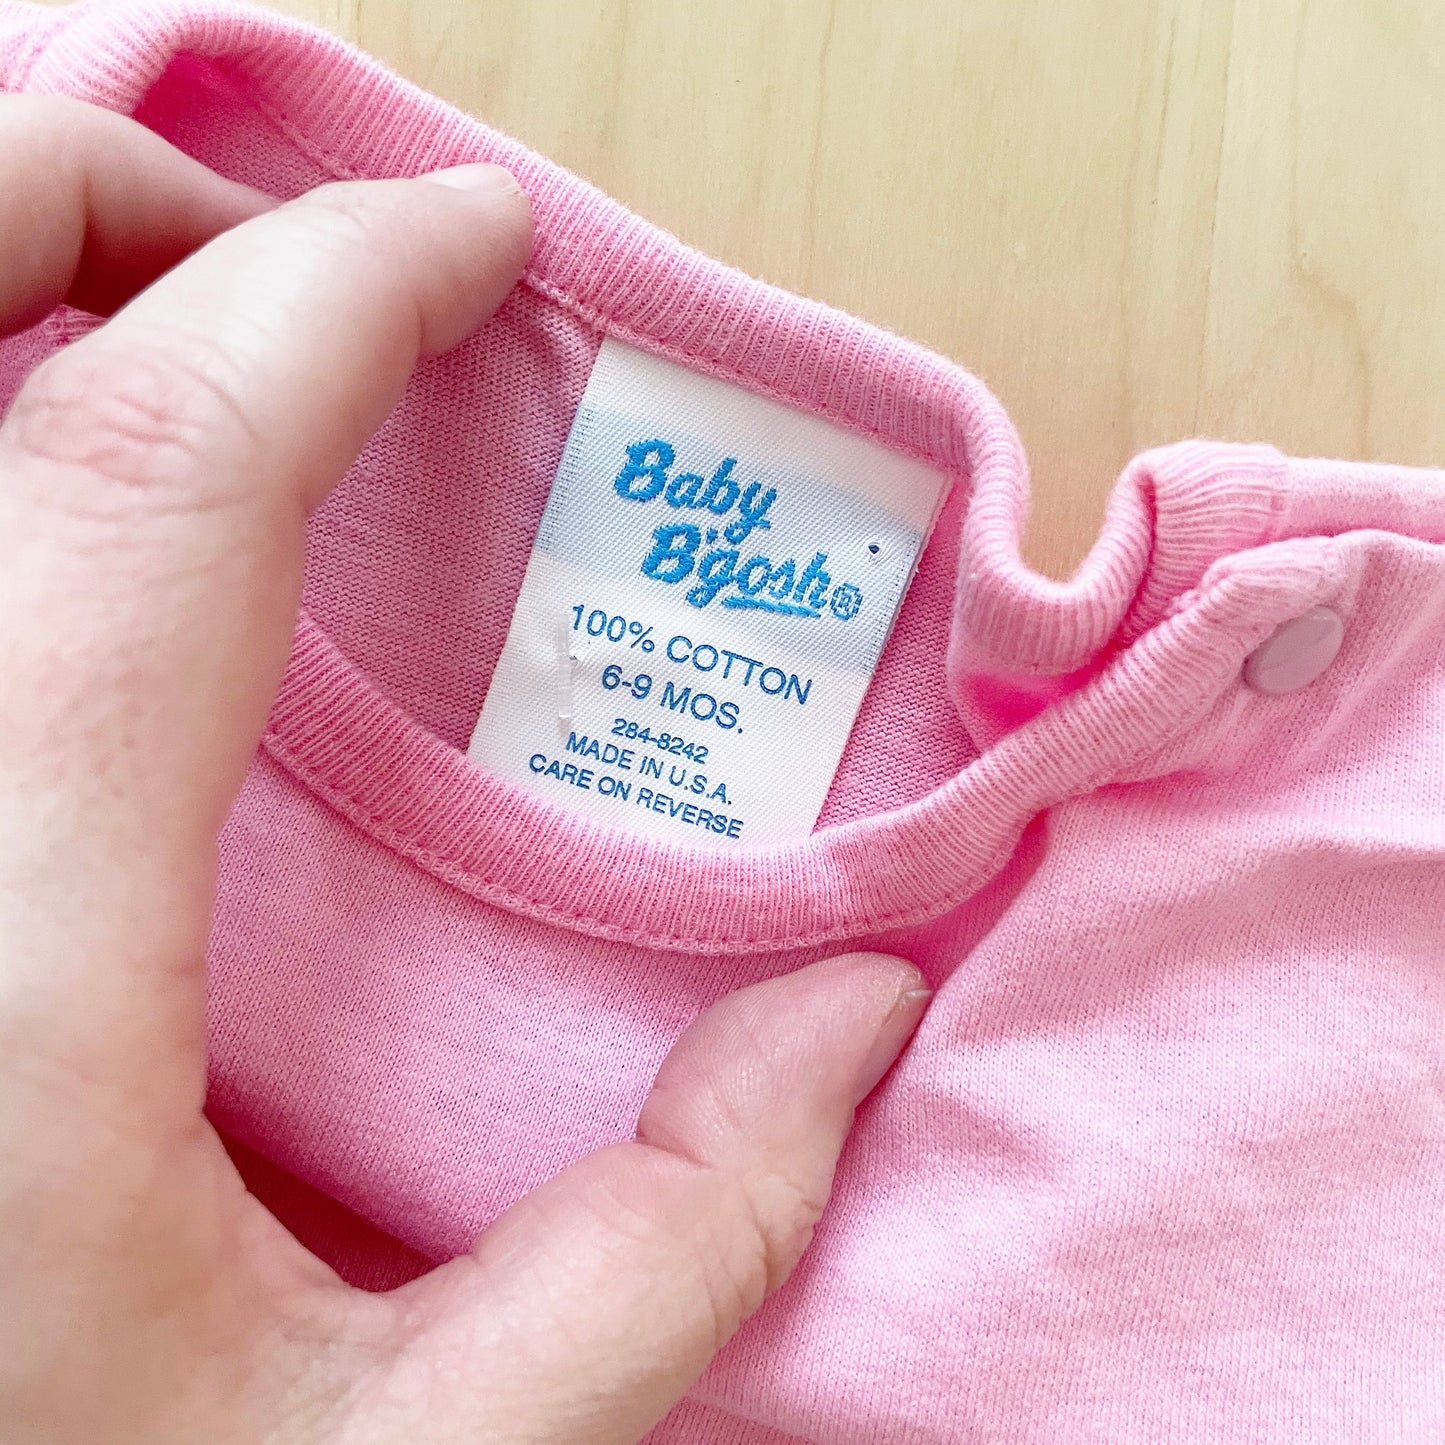 Baby
B'gosh®
100% COTTON
6-9 MOS.
284-8242
MADE IN U.S.A.
CARE ON REVERSE